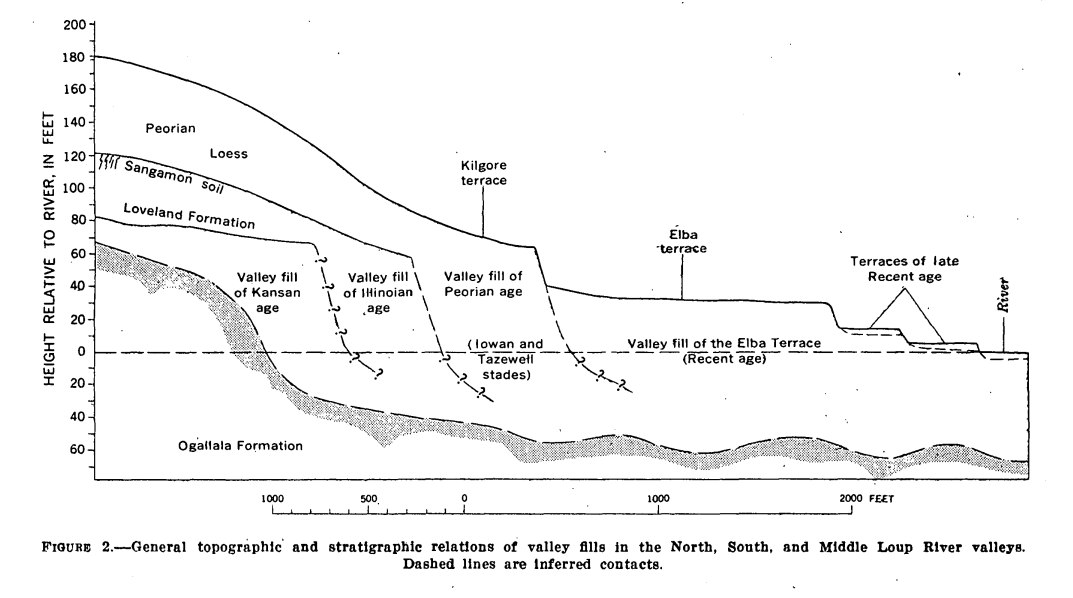 200
180
160
140
120
100
80
60
40
20
0
20
40
60
HEIGHT RELATIVE TO RIVER, IN FEET
Peorian
Loess
Sangamon soil
Loveland Formation
Kilgore
terrace
Elba
terrace
Terraces of late
Recent age
River
Valley fill
of Kansan
age
Valley fill
of Illinoian
age
Valley fill of
Peorian age
(Iowan and
Tazewell
stades)
Valley fill of the Elba Terrace
(Recent age)
?
?
?
?
?
?
?
?
?
?
?
?
Ogallala Formation
1000 500 0 1000 2000 FEET
FIGURE 2.—General topographic and stratigraphic relations of valley fills in the North, South, and Middle Loup River valleys.
Dashed lines are inferred contacts.